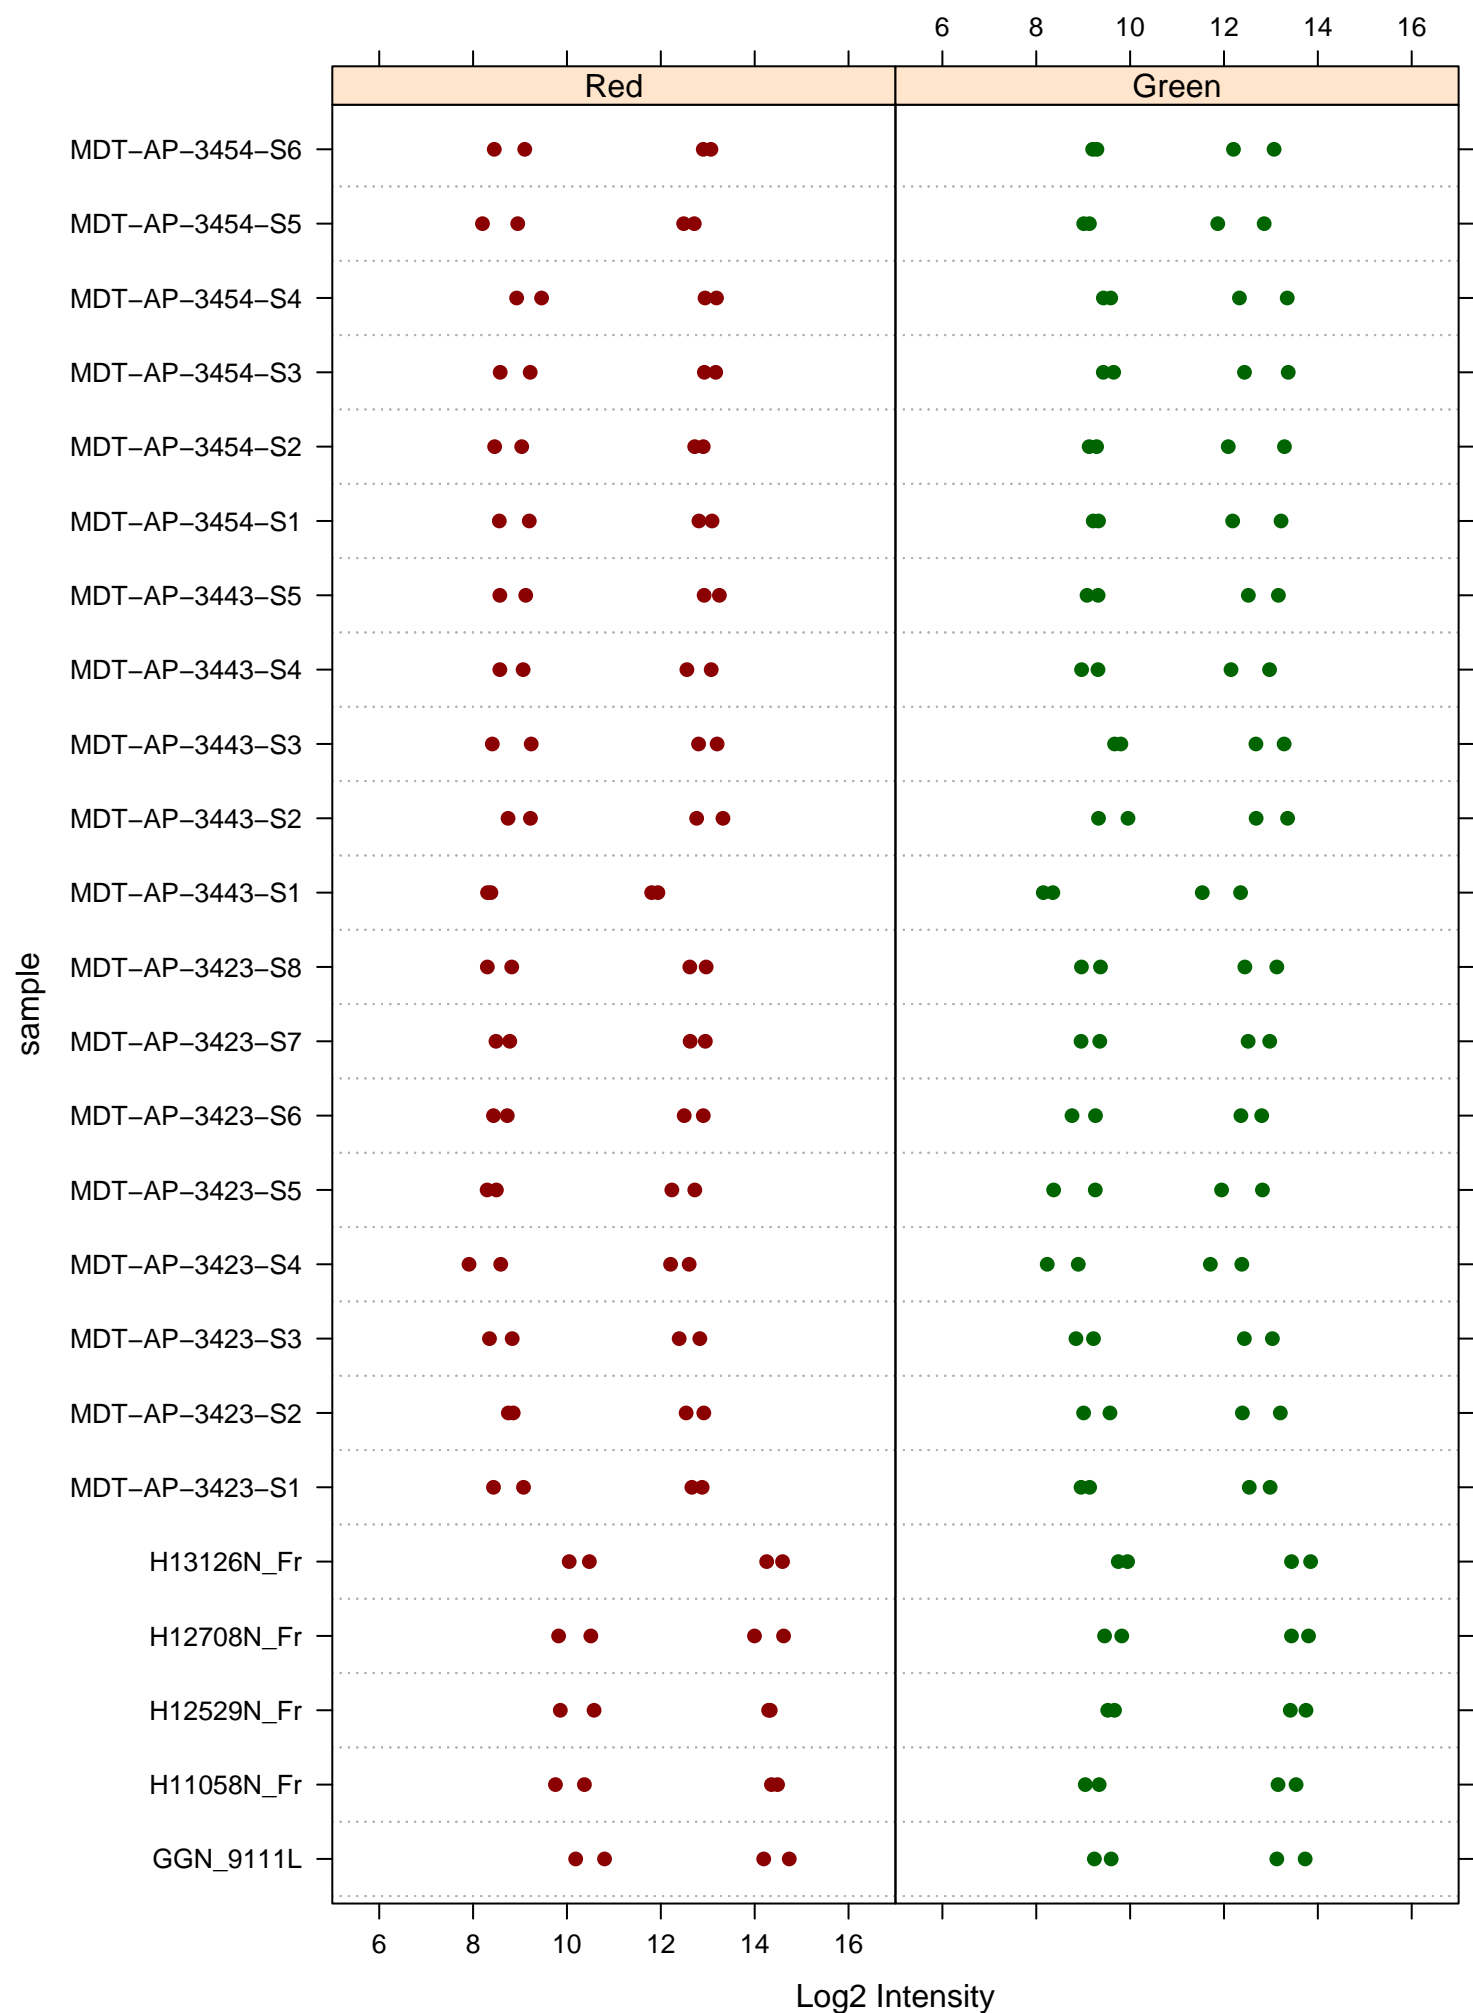 6 8 10 12 14 16
Red Green
MDT−AP−3454−S6
MDT−AP−3454−S5
MDT−AP−3454−S4
MDT−AP−3454−S3
MDT−AP−3454−S2
MDT−AP−3454−S1
MDT−AP−3443−S5
MDT−AP−3443−S4
MDT−AP−3443−S3
MDT−AP−3443−S2
MDT−AP−3443−S1
MDT−AP−3423−S8
MDT−AP−3423−S7
MDT−AP−3423−S6
MDT−AP−3423−S5
MDT−AP−3423−S4
MDT−AP−3423−S3
MDT−AP−3423−S2
MDT−AP−3423−S1
H13126N_Fr
H12708N_Fr
H12529N_Fr
H11058N_Fr
GGN_9111L
sample
6 8 10 12 14 16
Log2 Intensity